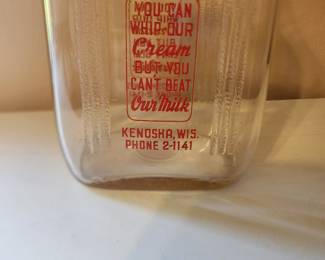 YOU CAN
WHIP OUR
Cream
BUT YOU
CAN'T BEAT
Our Milk
KENOSHA, WIS.
PHONE 2-1141